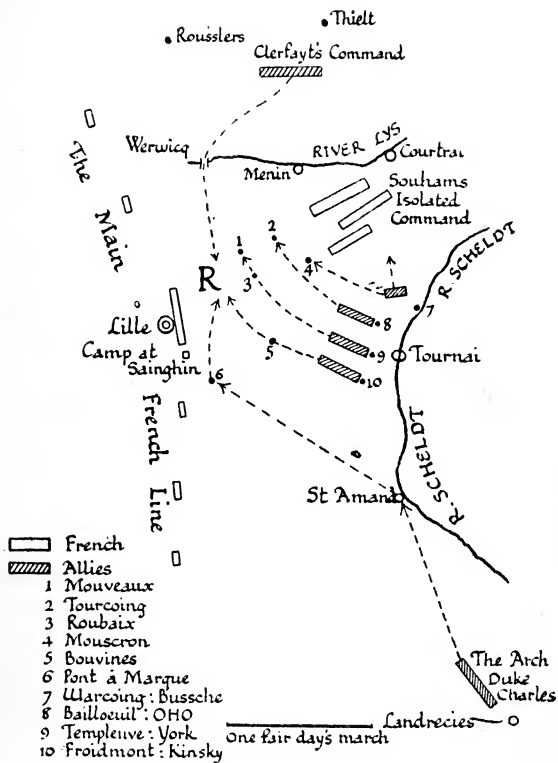 Thielt
Rousslers
Clerfayt's Command
Werwicq
RIVER LYS
Courtrai
Menin
The Main
Souhams
Isolated
Command
2
1
4
3
R
R. SCHELDT
8
7
Lille
Camp at
Sainghin
5
9
Tournai
10
6
French
Line
St Amand
R. SCHELDT
French
Allies
1 Mouveaux
2 Tourcoing
3 Roubaix
4 Mouscron
5 Bouvines
6 Pont à Marque
7 Warcoing: Bussche
8 Bailloeuil: OHO
9 Templeuve: York
10 Froidmont: Kinsky
The Arch
Duke
Charles
Landrecies
One fair day's march